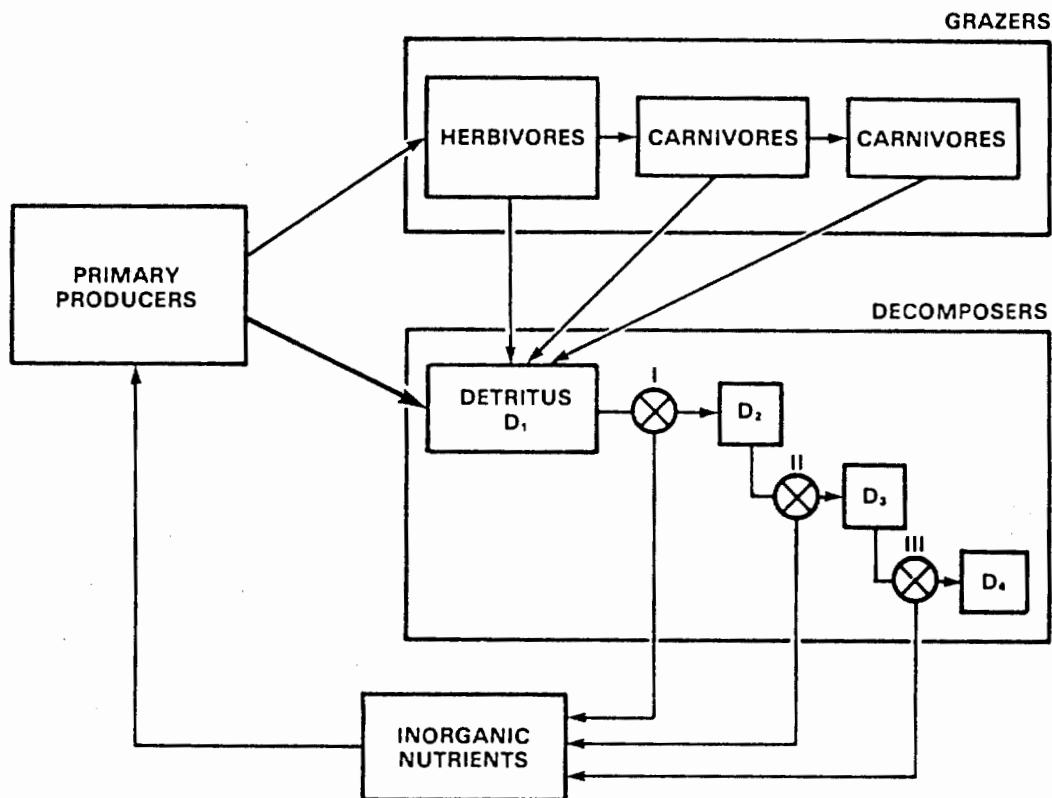 GRAZERS
HERBIVORES
CARNIVORES
CARNIVORES
PRIMARY
PRODUCERS
DECOMPOSERS
DETRITUS
D₁
I
D₂
II
D₃
III
D₄
INORGANIC
NUTRIENTS